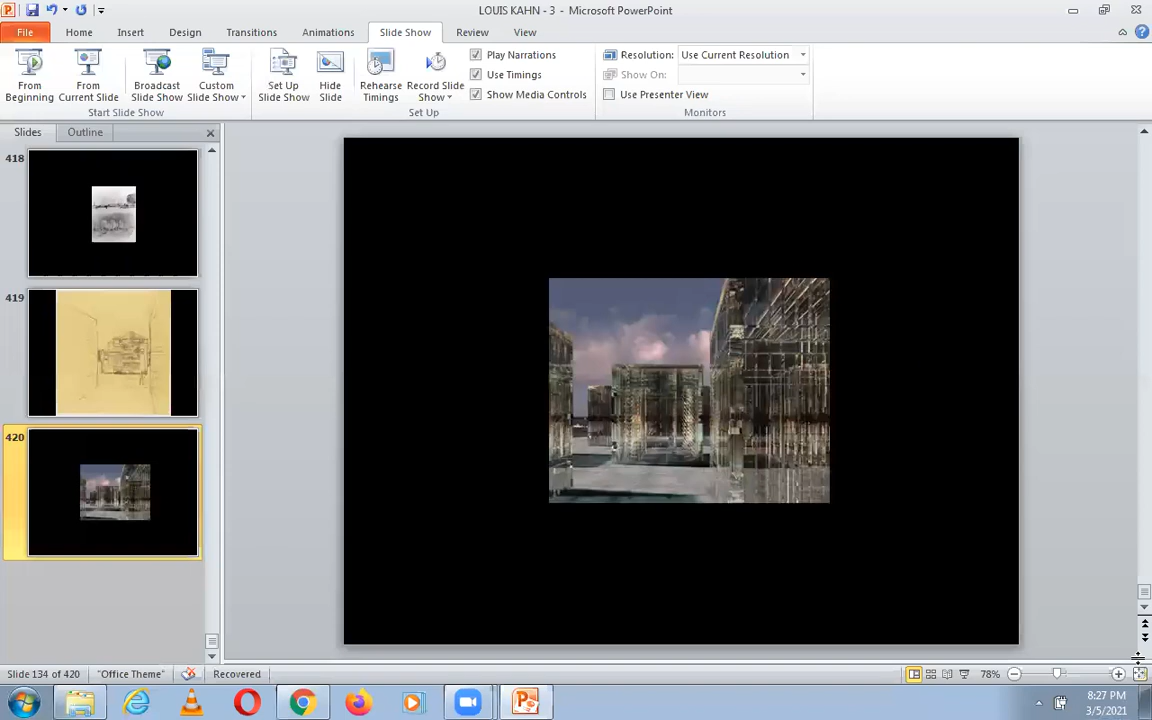 LOUIS KAHN - 3 - Microsoft PowerPoint
File Home Insert Design Transitions Animations Slide Show Review View
From Beginning
From Current Slide
Broadcast Slide Show
Custom Slide Show
Start Slide Show
Set Up Slide Show
Hide Slide
Rehearse Timings
Record Slide Show
Play Narrations
Use Timings
Show Media Controls
Set Up
Resolution: Use Current Resolution
Show On:
Use Presenter View
Monitors
Slides Outline
418
419
420
Slide 134 of 420 "Office Theme" Recovered 78%
8:27 PM
3/5/2021